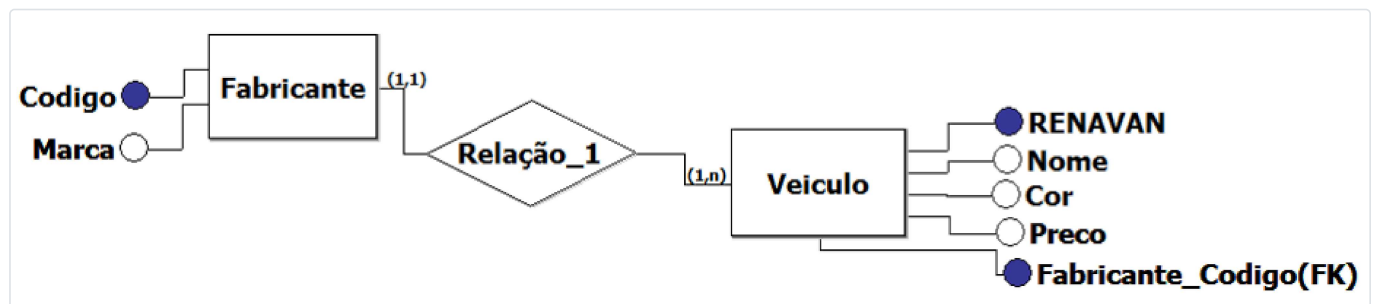 Codigo
Marca
Fabricante
(1,1)
Relação_1
(1,n)
Veiculo
RENAVAN
Nome
Cor
Preco
Fabricante_Codigo(FK)